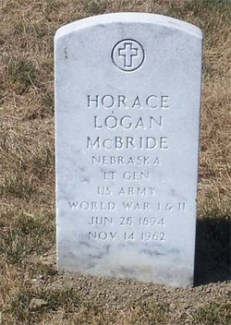 HORACE
LOGAN
McBRIDE
NEBRASKA
LT GEN
US ARMY
WORLD WAR I & II
JUN 28 1894
NOV 14 1962